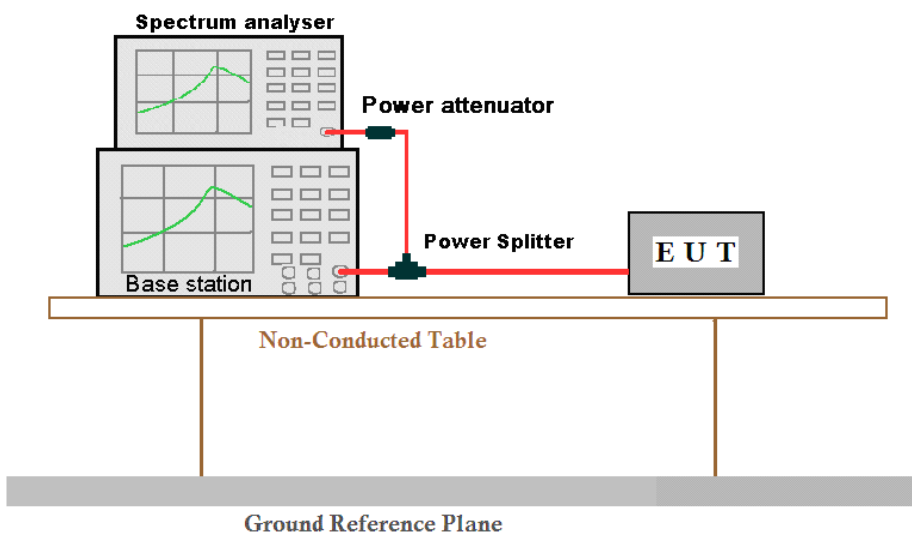 Spectrum analyser
Power attenuator
Power Splitter
E U T
Base station
Non-Conducted Table
Ground Reference Plane